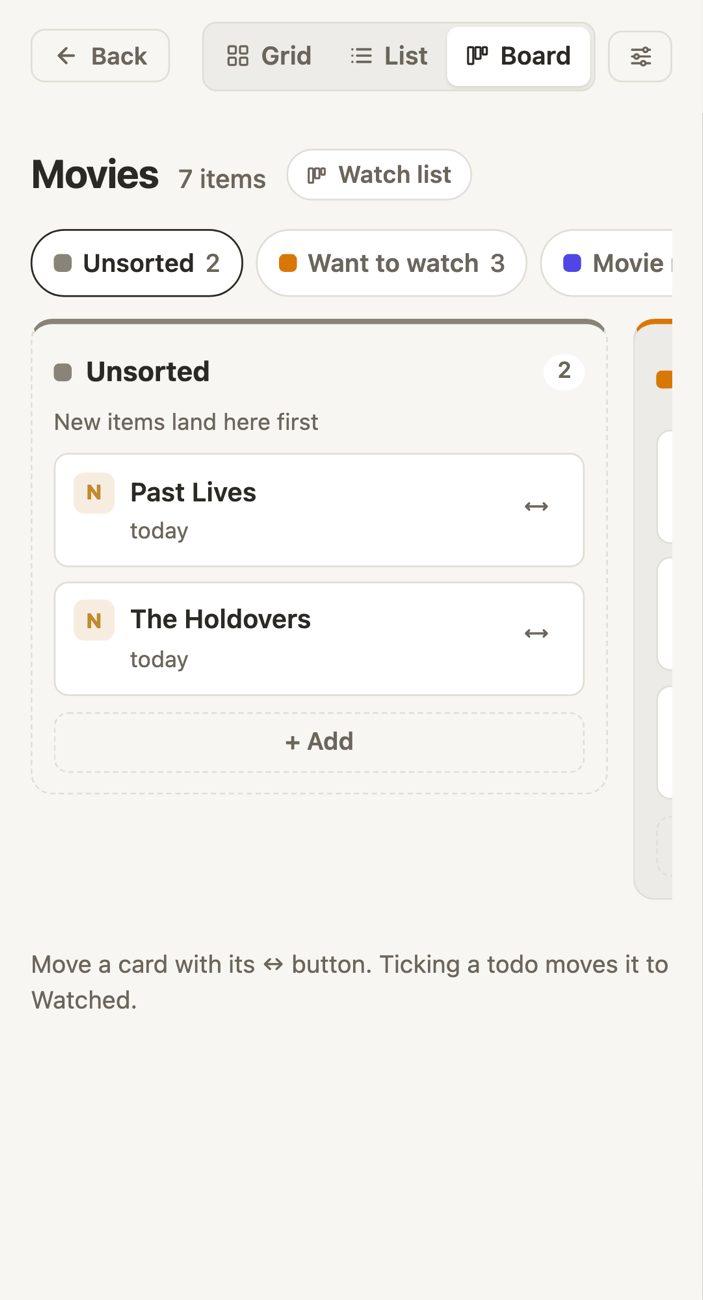 ← Back
Grid
List
Board
Movies 7 items
Watch list
Unsorted 2
Want to watch 3
Movie
Unsorted
2
New items land here first
N
Past Lives
today
↔
N
The Holdovers
today
↔
+ Add
Move a card with its ↔ button. Ticking a todo moves it to
Watched.